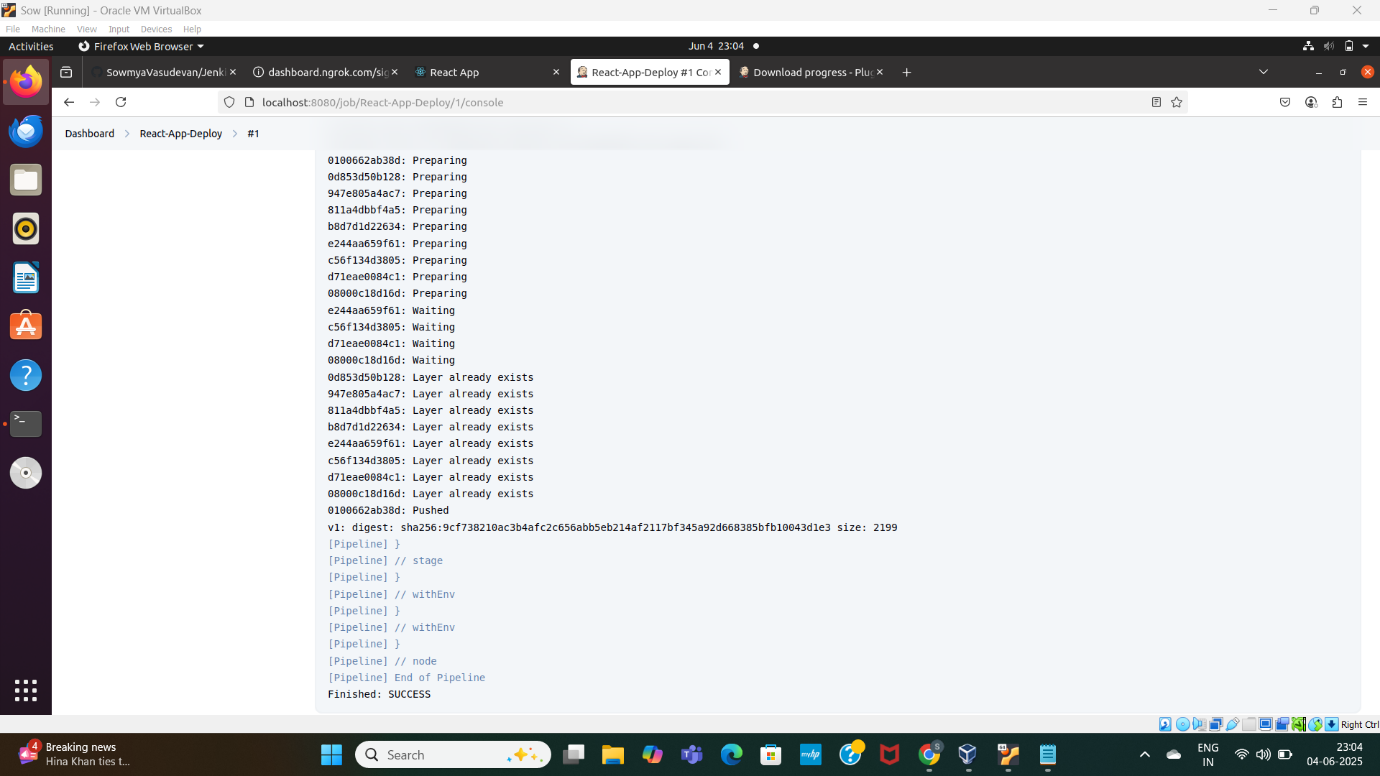 Sow [Running] - Oracle VM VirtualBox
File Machine View Input Devices Help
Activities Firefox Web Browser Jun 4 23:04
SowmyaVasudevan/Jenki dashboard.ngrok.com/sig React App React-App-Deploy #1 Con Download progress - Plug
localhost:8080/job/React-App-Deploy/1/console
Dashboard React-App-Deploy #1
0100662ab38d: Preparing
0d853d50b128: Preparing
947e805a4ac7: Preparing
811a4dbbf4a5: Preparing
b8d7d1d22634: Preparing
e244aa659f61: Preparing
c56f134d3805: Preparing
d71eae0084c1: Preparing
08000c18d16d: Preparing
e244aa659f61: Waiting
c56f134d3805: Waiting
d71eae0084c1: Waiting
08000c18d16d: Waiting
0d853d50b128: Layer already exists
947e805a4ac7: Layer already exists
811a4dbbf4a5: Layer already exists
b8d7d1d22634: Layer already exists
e244aa659f61: Layer already exists
c56f134d3805: Layer already exists
d71eae0084c1: Layer already exists
08000c18d16d: Layer already exists
0100662ab38d: Pushed
v1: digest: sha256:9cf738210ac3b4afc2c656abb5eb214af2117bf345a92d668385bfb10043d1e3 size: 2199
[Pipeline] }
[Pipeline] // stage
[Pipeline] }
[Pipeline] // withEnv
[Pipeline] }
[Pipeline] // withEnv
[Pipeline] }
[Pipeline] // node
[Pipeline] End of Pipeline
Finished: SUCCESS
Right Ctrl
4 Breaking news
Hina Khan ties t...
Search
ENG
IN
23:04
04-06-2025